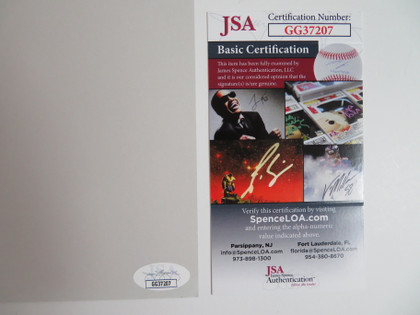 JSA
Certification Number:
GG37207
Basic Certification
This item has been fully examined by
James Spence Authentication, LLC
and it is our considered opinion that the
signature(s) is/are genuine.
Verify this certification by visiting
SpenceLOA.com
and entering the alpha-numeric
value indicated above.
Parsippany, NJ
info@SpenceLOA.com
973-898-1300
Fort Lauderdale, FL
florida@SpenceLOA.com
954-380-8570
JSA
James Spence
Authentication
GG37207